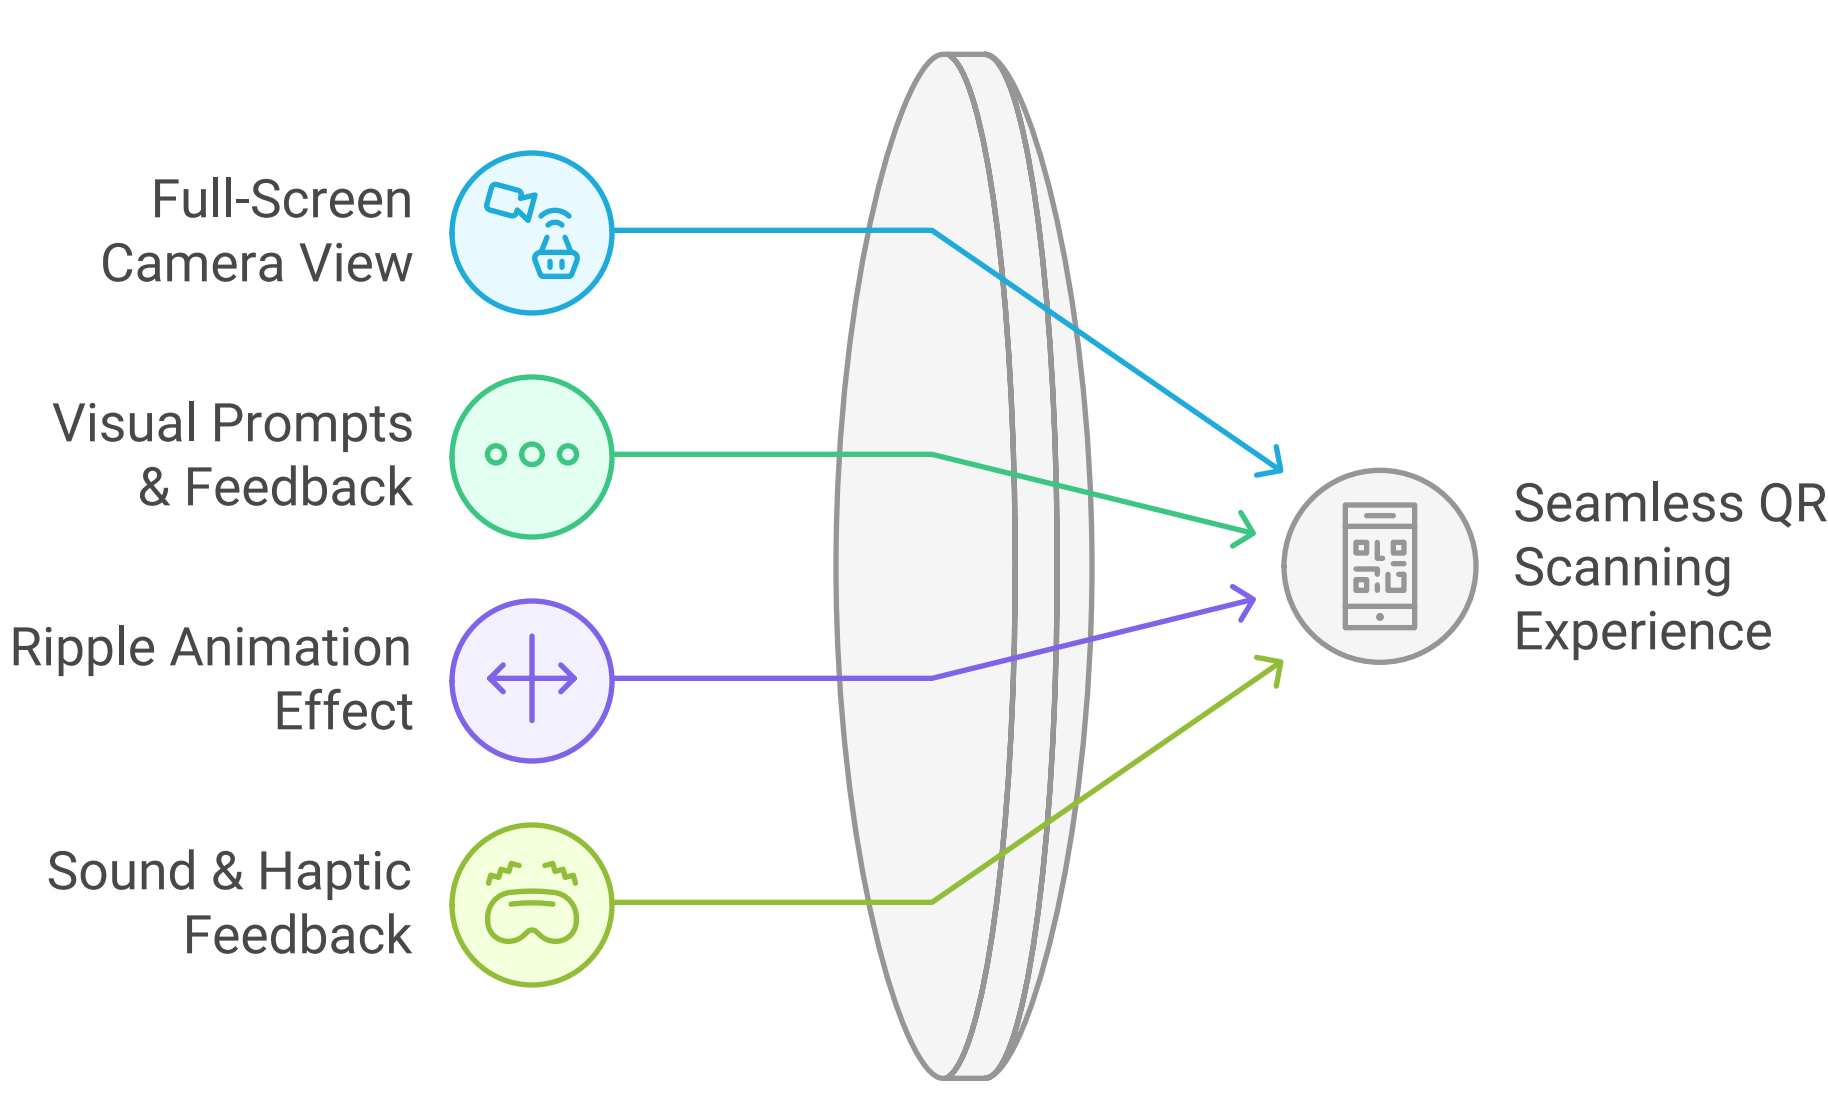 Full-Screen
Camera View
Visual Prompts
& Feedback
Ripple Animation
Effect
Sound & Haptic
Feedback
Seamless QR
Scanning
Experience